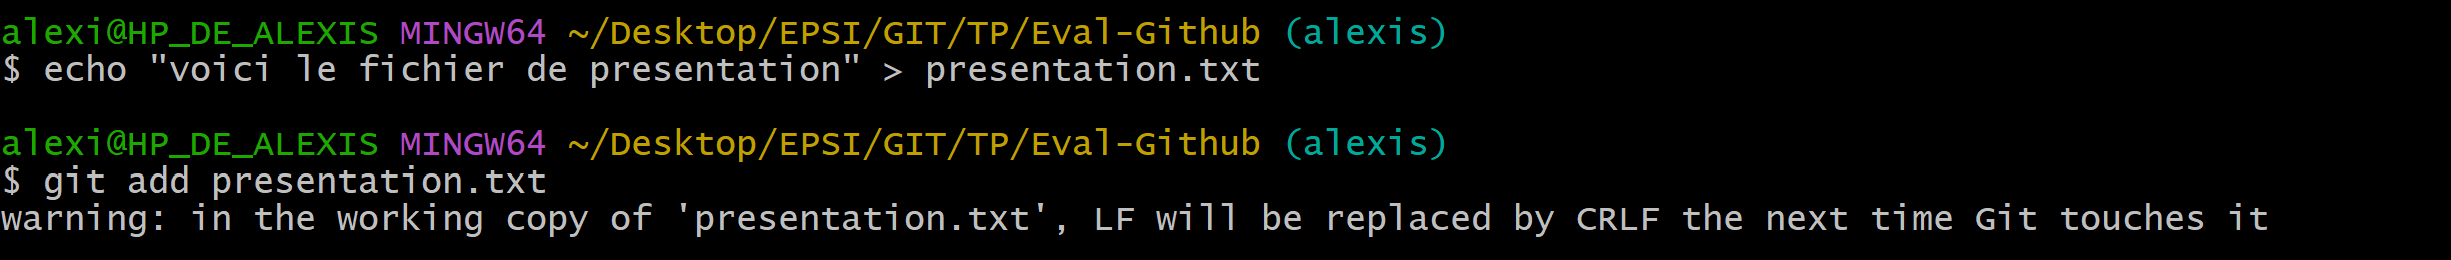 alexi@HP_DE_ALEXIS MINGW64 ~/Desktop/EPSI/GIT/TP/Eval-Github (alexis)
$ echo "voici le fichier de presentation" > presentation.txt
alexi@HP_DE_ALEXIS MINGW64 ~/Desktop/EPSI/GIT/TP/Eval-Github (alexis)
$ git add presentation.txt
warning: in the working copy of 'presentation.txt', LF will be replaced by CRLF the next time Git touches it